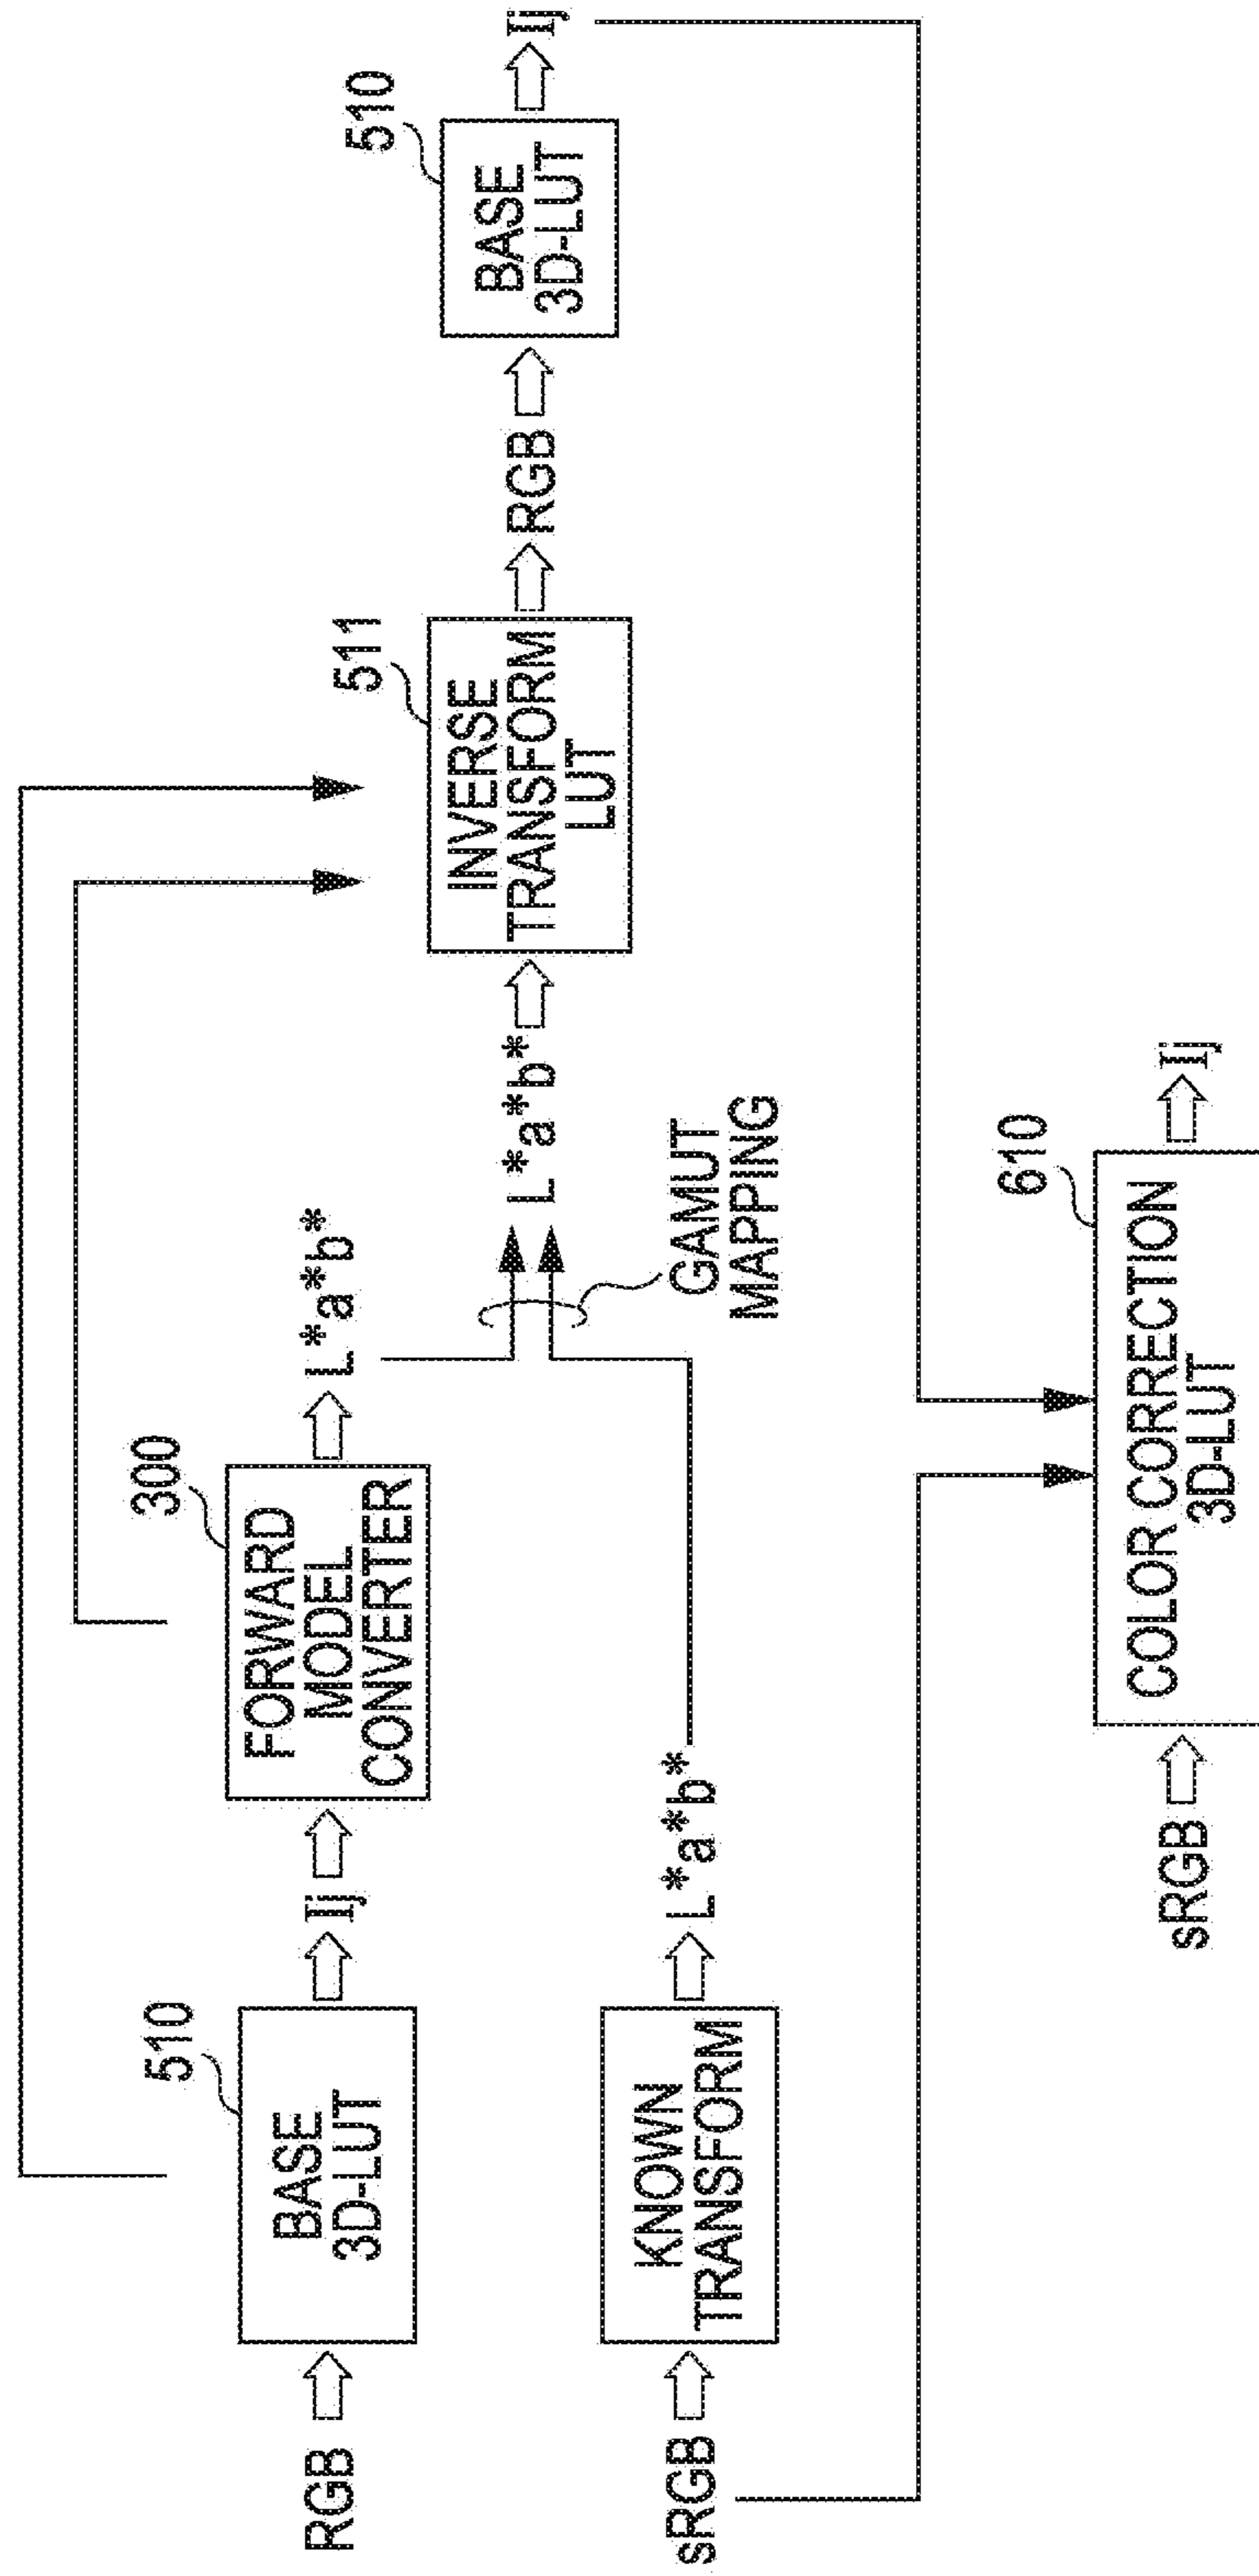 RGB
510
BASE
3D-LUT
Ij
300
FORWARD
MODEL
CONVERTER
L*a*b*
sRGB
KNOWN
TRANSFORM
L*a*b*
GAMUT
MAPPING
L*a*b*
511
INVERSE
TRANSFORM
LUT
RGB
510
BASE
3D-LUT
Ij
sRGB
610
COLOR CORRECTION
3D-LUT
Ij